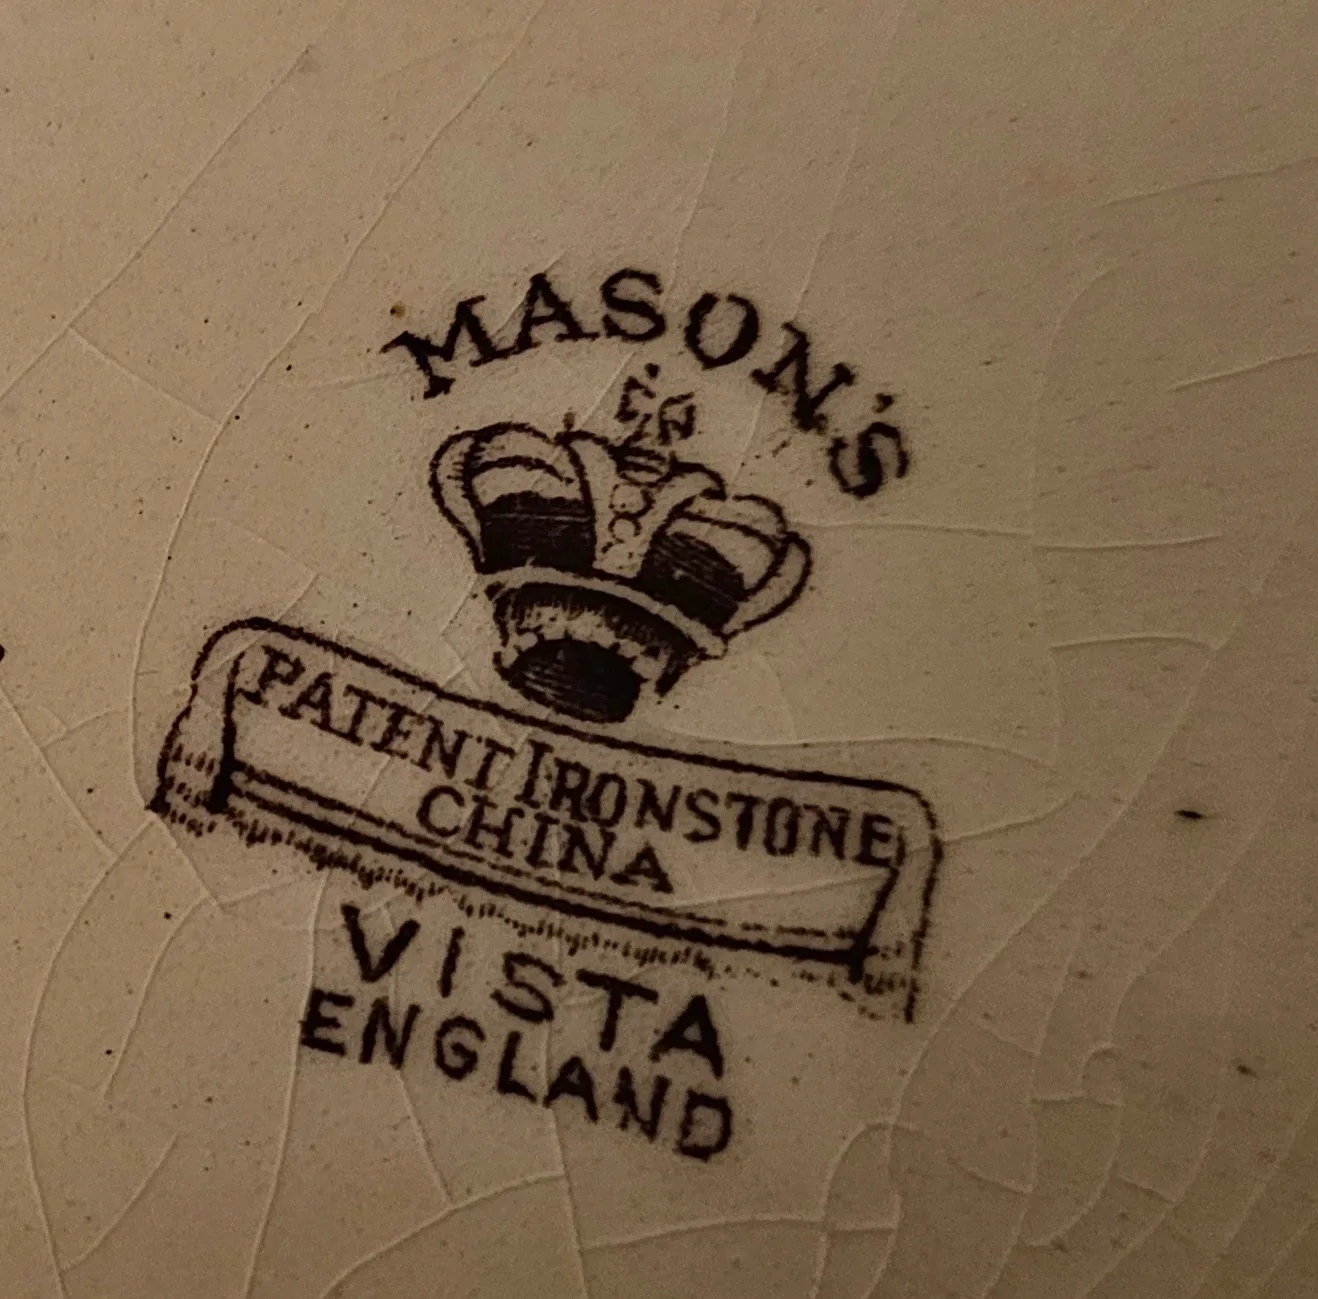 MASON'S
PATENT IRONSTONE
CHINA
VISTA
ENGLAND